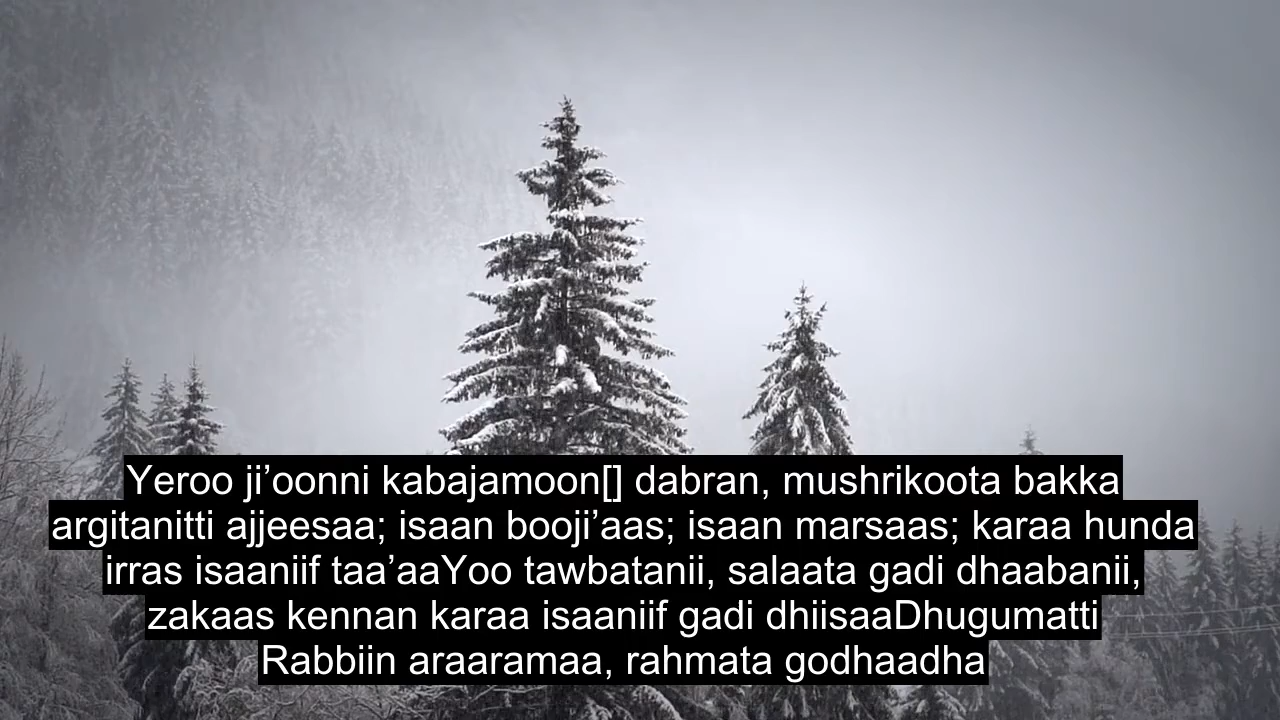 Yeroo ji’oonni kabajamoon[] dabran, mushrikoota bakka
argitanitti ajjeesaa; isaan booji’aas; isaan marsaas; karaa hunda
irras isaaniif taa’aaYoo tawbatanii, salaata gadi dhaabanii,
zakaas kennan karaa isaaniif gadi dhiisaaDhugumatti
Rabbiin araaramaa, rahmata godhaadha